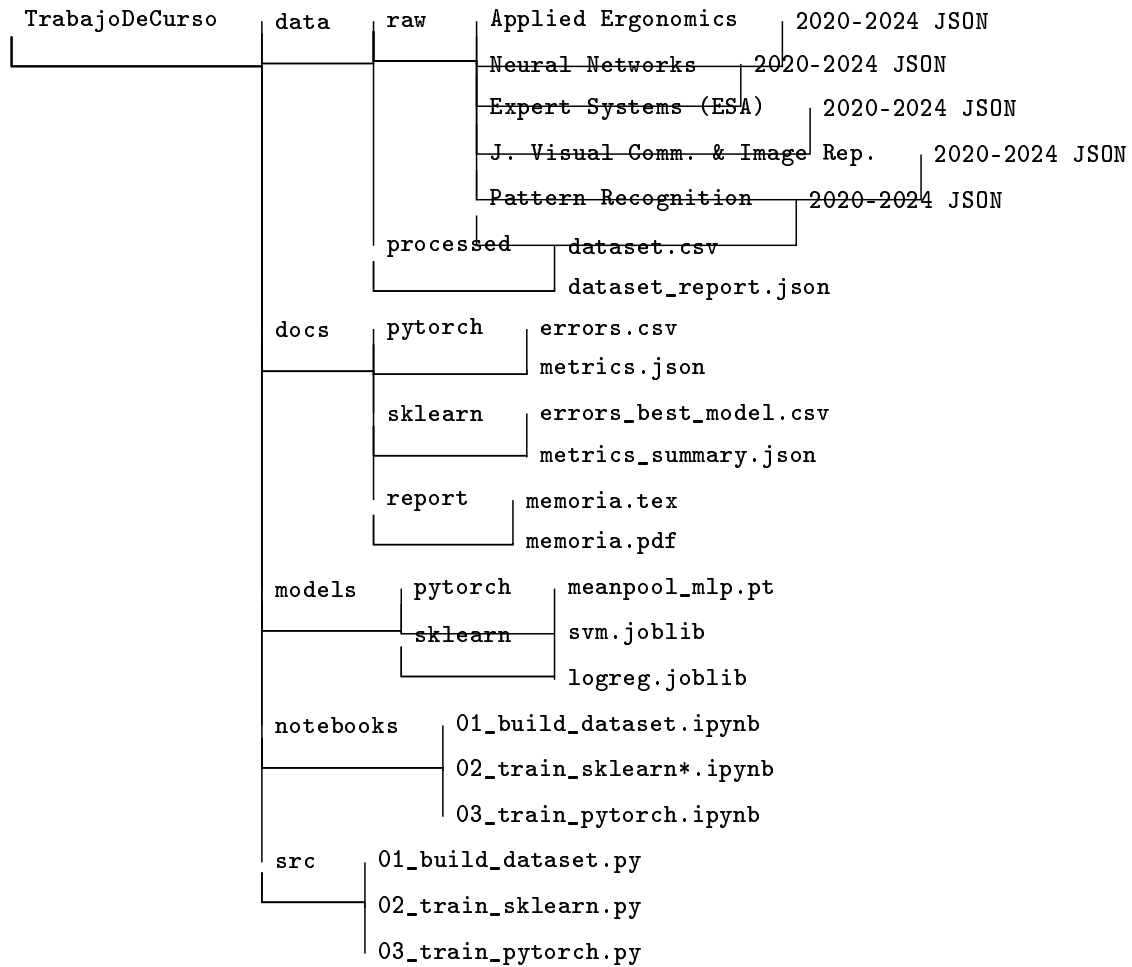 TrabajoDeCurso data raw Applied Ergonomics 2020-2024 JSON
Neural Networks 2020-2024 JSON
Expert Systems (ESA) 2020-2024 JSON
J. Visual Comm. & Image Rep. 2020-2024 JSON
Pattern Recognition 2020-2024 JSON
processed dataset.csv
dataset_report.json
docs pytorch errors.csv
metrics.json
sklearn errors_best_model.csv
metrics_summary.json
report memoria.tex
memoria.pdf
models pytorch meanpool_mlp.pt
sklearn svm.joblib
logreg.joblib
notebooks 01_build_dataset.ipynb
02_train_sklearn*.ipynb
03_train_pytorch.ipynb
src 01_build_dataset.py
02_train_sklearn.py
03_train_pytorch.py